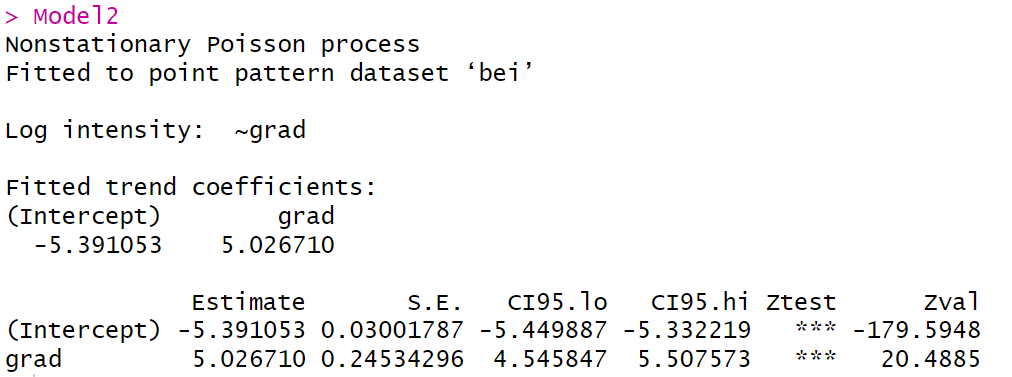 > Model2
Nonstationary Poisson process
Fitted to point pattern dataset ‘bei’
Log intensity:  ~grad
Fitted trend coefficients:
(Intercept)        grad
  -5.391053    5.026710
             Estimate       S.E.   CI95.lo   CI95.hi Ztest      Zval
(Intercept) -5.391053 0.03001787 -5.449887 -5.332219   *** -179.5948
grad         5.026710 0.24534296  4.545847  5.507573   ***   20.4885